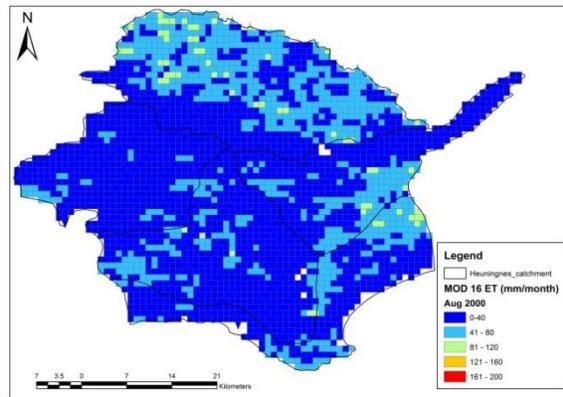 N
Legend
Heuningnes_catchment
MOD 16 ET (mm/month)
Aug 2000
0-40
41 - 80
81 - 120
121 - 160
161 - 200
7 3.5 0 7 14 21
Kilometers